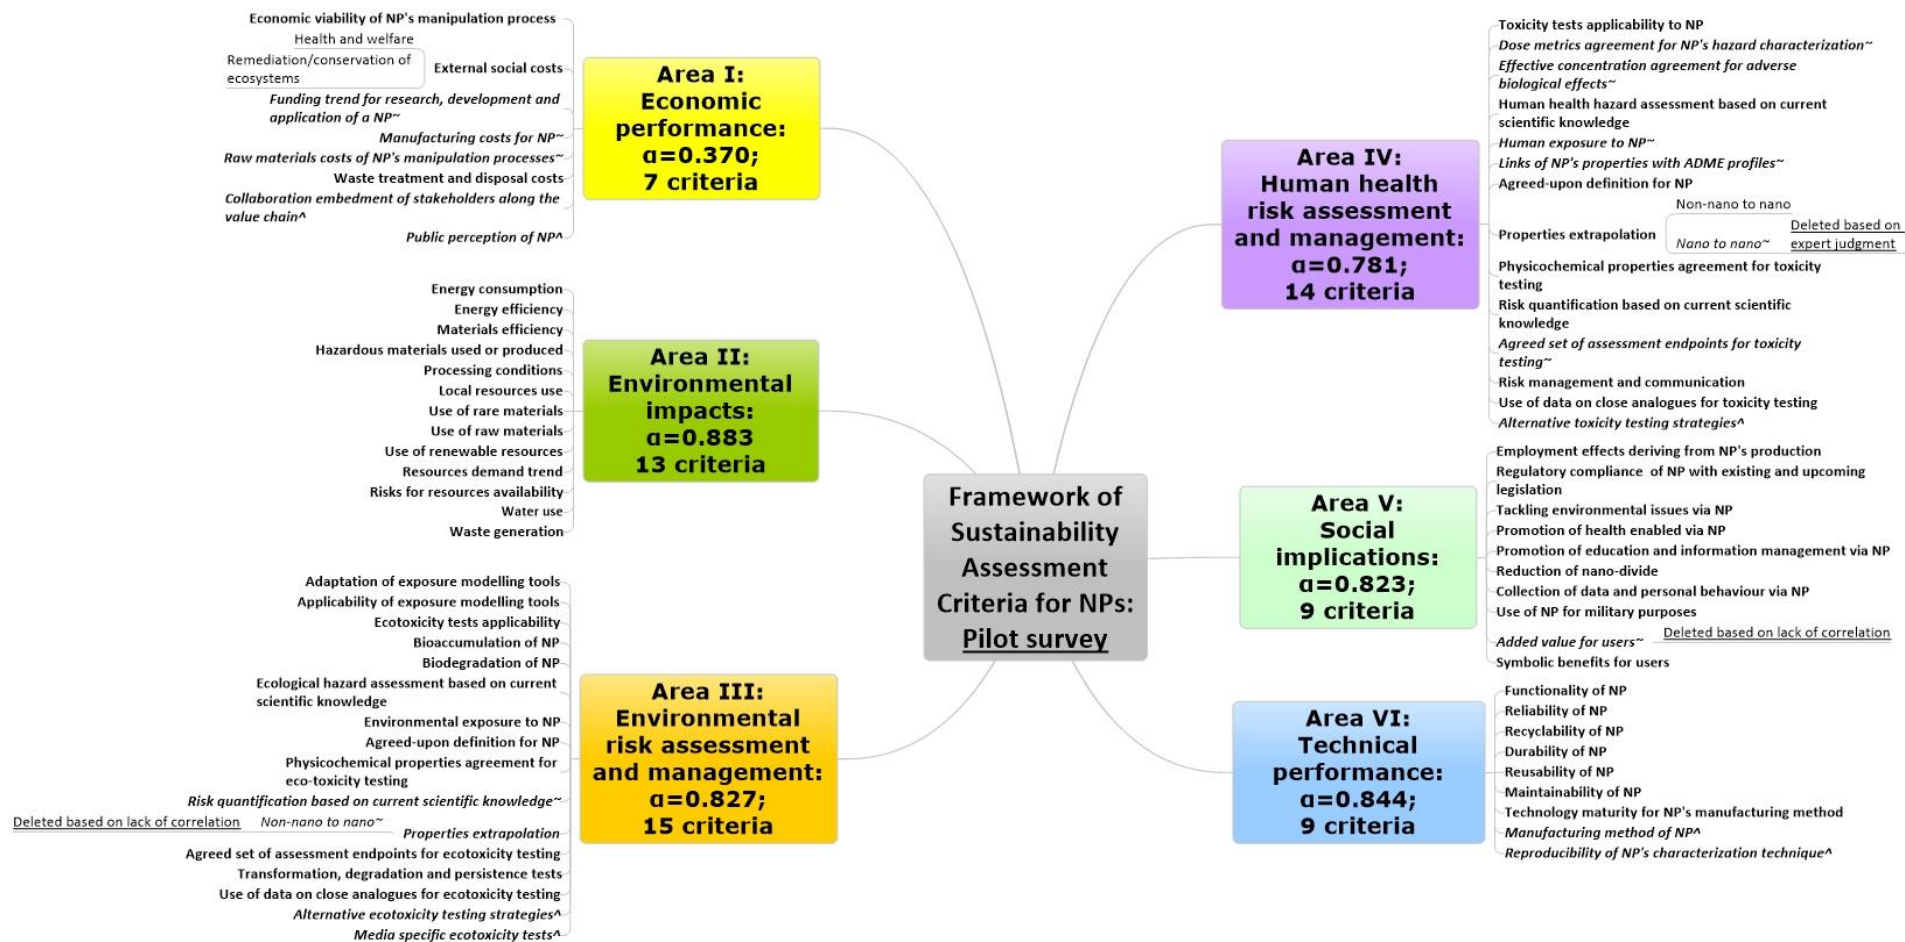 Economic viability of NP's manipulation process
Health and welfare
Remediation/conservation of
ecosystems
External social costs
Funding trend for research, development and
application of a NP~
Manufacturing costs for NP~
Raw materials costs of NP's manipulation processes~
Waste treatment and disposal costs
Collaboration embedment of stakeholders along the
value chain^
Public perception of NP^
Area I:
Economic
performance:
α=0.370;
7 criteria
Energy consumption
Energy efficiency
Materials efficiency
Hazardous materials used or produced
Processing conditions
Local resources use
Use of rare materials
Use of raw materials
Use of renewable resources
Resources demand trend
Risks for resources availability
Water use
Waste generation
Area II:
Environmental
impacts:
α=0.883
13 criteria
Adaptation of exposure modelling tools
Applicability of exposure modelling tools
Ecotoxicity tests applicability
Bioaccumulation of NP
Biodegradation of NP
Ecological hazard assessment based on current
scientific knowledge
Environmental exposure to NP
Agreed-upon definition for NP
Physicochemical properties agreement for
eco-toxicity testing
Risk quantification based on current scientific knowledge~
Deleted based on lack of correlation
Non-nano to nano~
Properties extrapolation
Agreed set of assessment endpoints for ecotoxicity testing
Transformation, degradation and persistence tests
Use of data on close analogues for ecotoxicity testing
Alternative ecotoxicity testing strategies^
Media specific ecotoxicity tests^
Area III:
Environmental
risk assessment
and management:
α=0.827;
15 criteria
Framework of
Sustainability
Assessment
Criteria for NPs:
Pilot survey
Area IV:
Human health
risk assessment
and management:
α=0.781;
14 criteria
Toxicity tests applicability to NP
Dose metrics agreement for NP's hazard characterization~
Effective concentration agreement for adverse
biological effects~
Human health hazard assessment based on current
scientific knowledge
Human exposure to NP~
Links of NP's properties with ADME profiles~
Agreed-upon definition for NP
Properties extrapolation
Non-nano to nano
Nano to nano~
Deleted based on
expert judgment
Physicochemical properties agreement for toxicity
testing
Risk quantification based on current scientific
knowledge
Agreed set of assessment endpoints for toxicity
testing~
Risk management and communication
Use of data on close analogues for toxicity testing
Alternative toxicity testing strategies^
Area V:
Social
implications:
α=0.823;
9 criteria
Employment effects deriving from NP's production
Regulatory compliance of NP with existing and upcoming
legislation
Tackling environmental issues via NP
Promotion of health enabled via NP
Promotion of education and information management via NP
Reduction of nano-divide
Collection of data and personal behaviour via NP
Use of NP for military purposes
Added value for users~
Deleted based on lack of correlation
Symbolic benefits for users
Area VI:
Technical
performance:
α=0.844;
9 criteria
Functionality of NP
Reliability of NP
Recyclability of NP
Durability of NP
Reusability of NP
Maintainability of NP
Technology maturity for NP's manufacturing method
Manufacturing method of NP^
Reproducibility of NP's characterization technique^